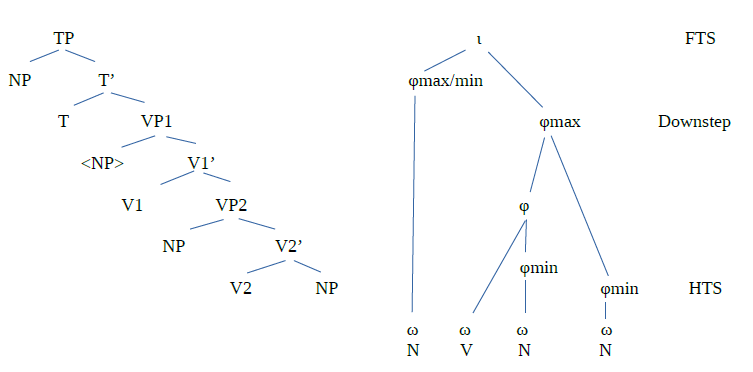 TP
NP T’
T VP1
<NP> V1’
V1 VP2
NP V2’
V2 NP
ι FTS
φmax/min
φmax Downstep
φ
φmin
φmin HTS
ω ω ω ω
N V N N